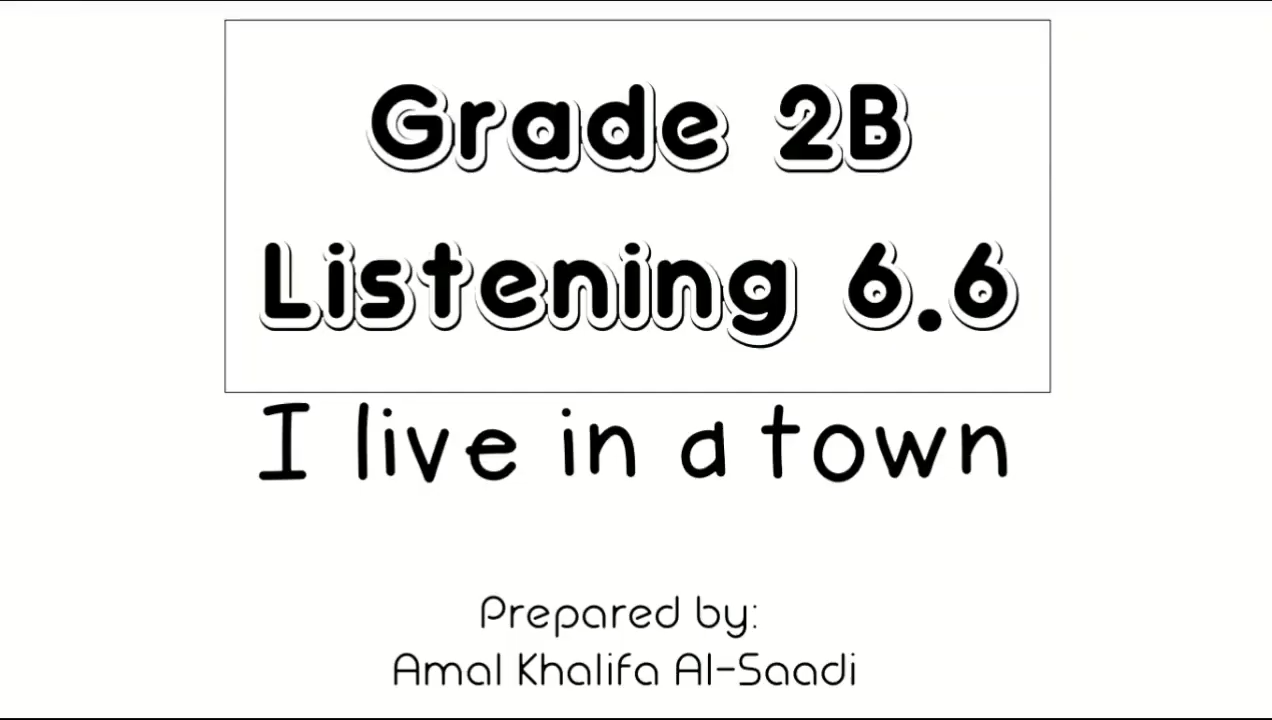 Grade 2B
Listening 6.6
I live in a town
Prepared by:
Amal Khalifa Al-Saadi